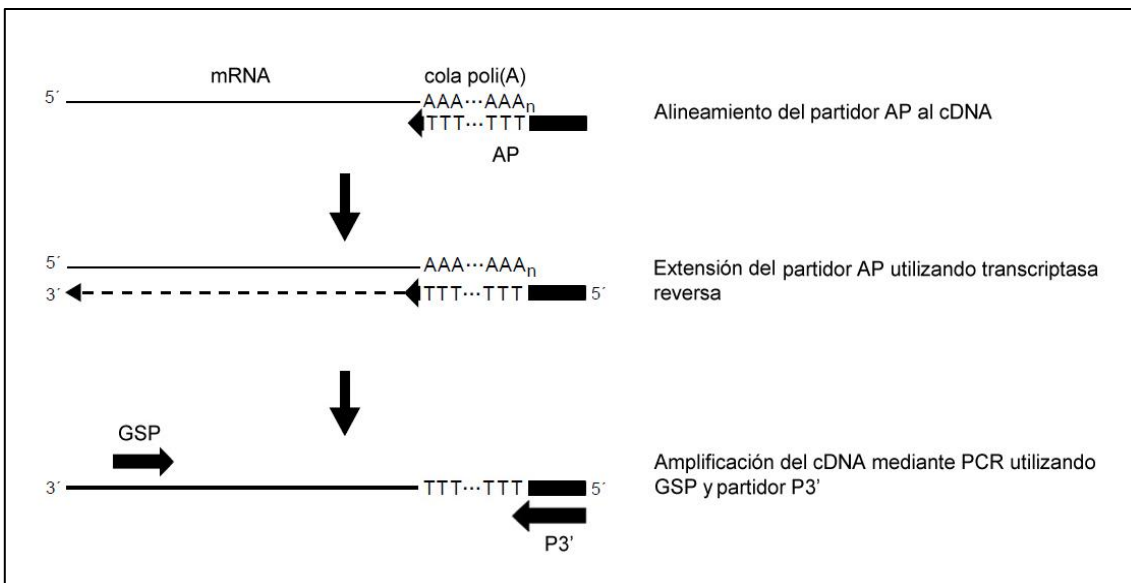 mRNA
cola poli(A)
5´
AAA···AAAn
TTT···TTT
AP
Alineamiento del partidor AP al cDNA
5´
AAA···AAAn
3´
TTT···TTT
5´
Extensión del partidor AP utilizando transcriptasa
reversa
GSP
3´
TTT···TTT
5´
P3’
Amplificación del cDNA mediante PCR utilizando
GSP y partidor P3’